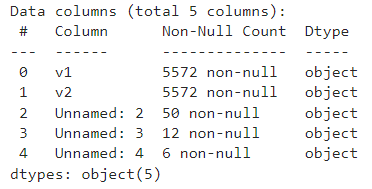 Data columns (total 5 columns):
 #   Column      Non-Null Count  Dtype
---  ------      --------------  -----
 0   v1          5572 non-null   object
 1   v2          5572 non-null   object
 2   Unnamed: 2  50 non-null     object
 3   Unnamed: 3  12 non-null     object
 4   Unnamed: 4  6 non-null      object
dtypes: object(5)